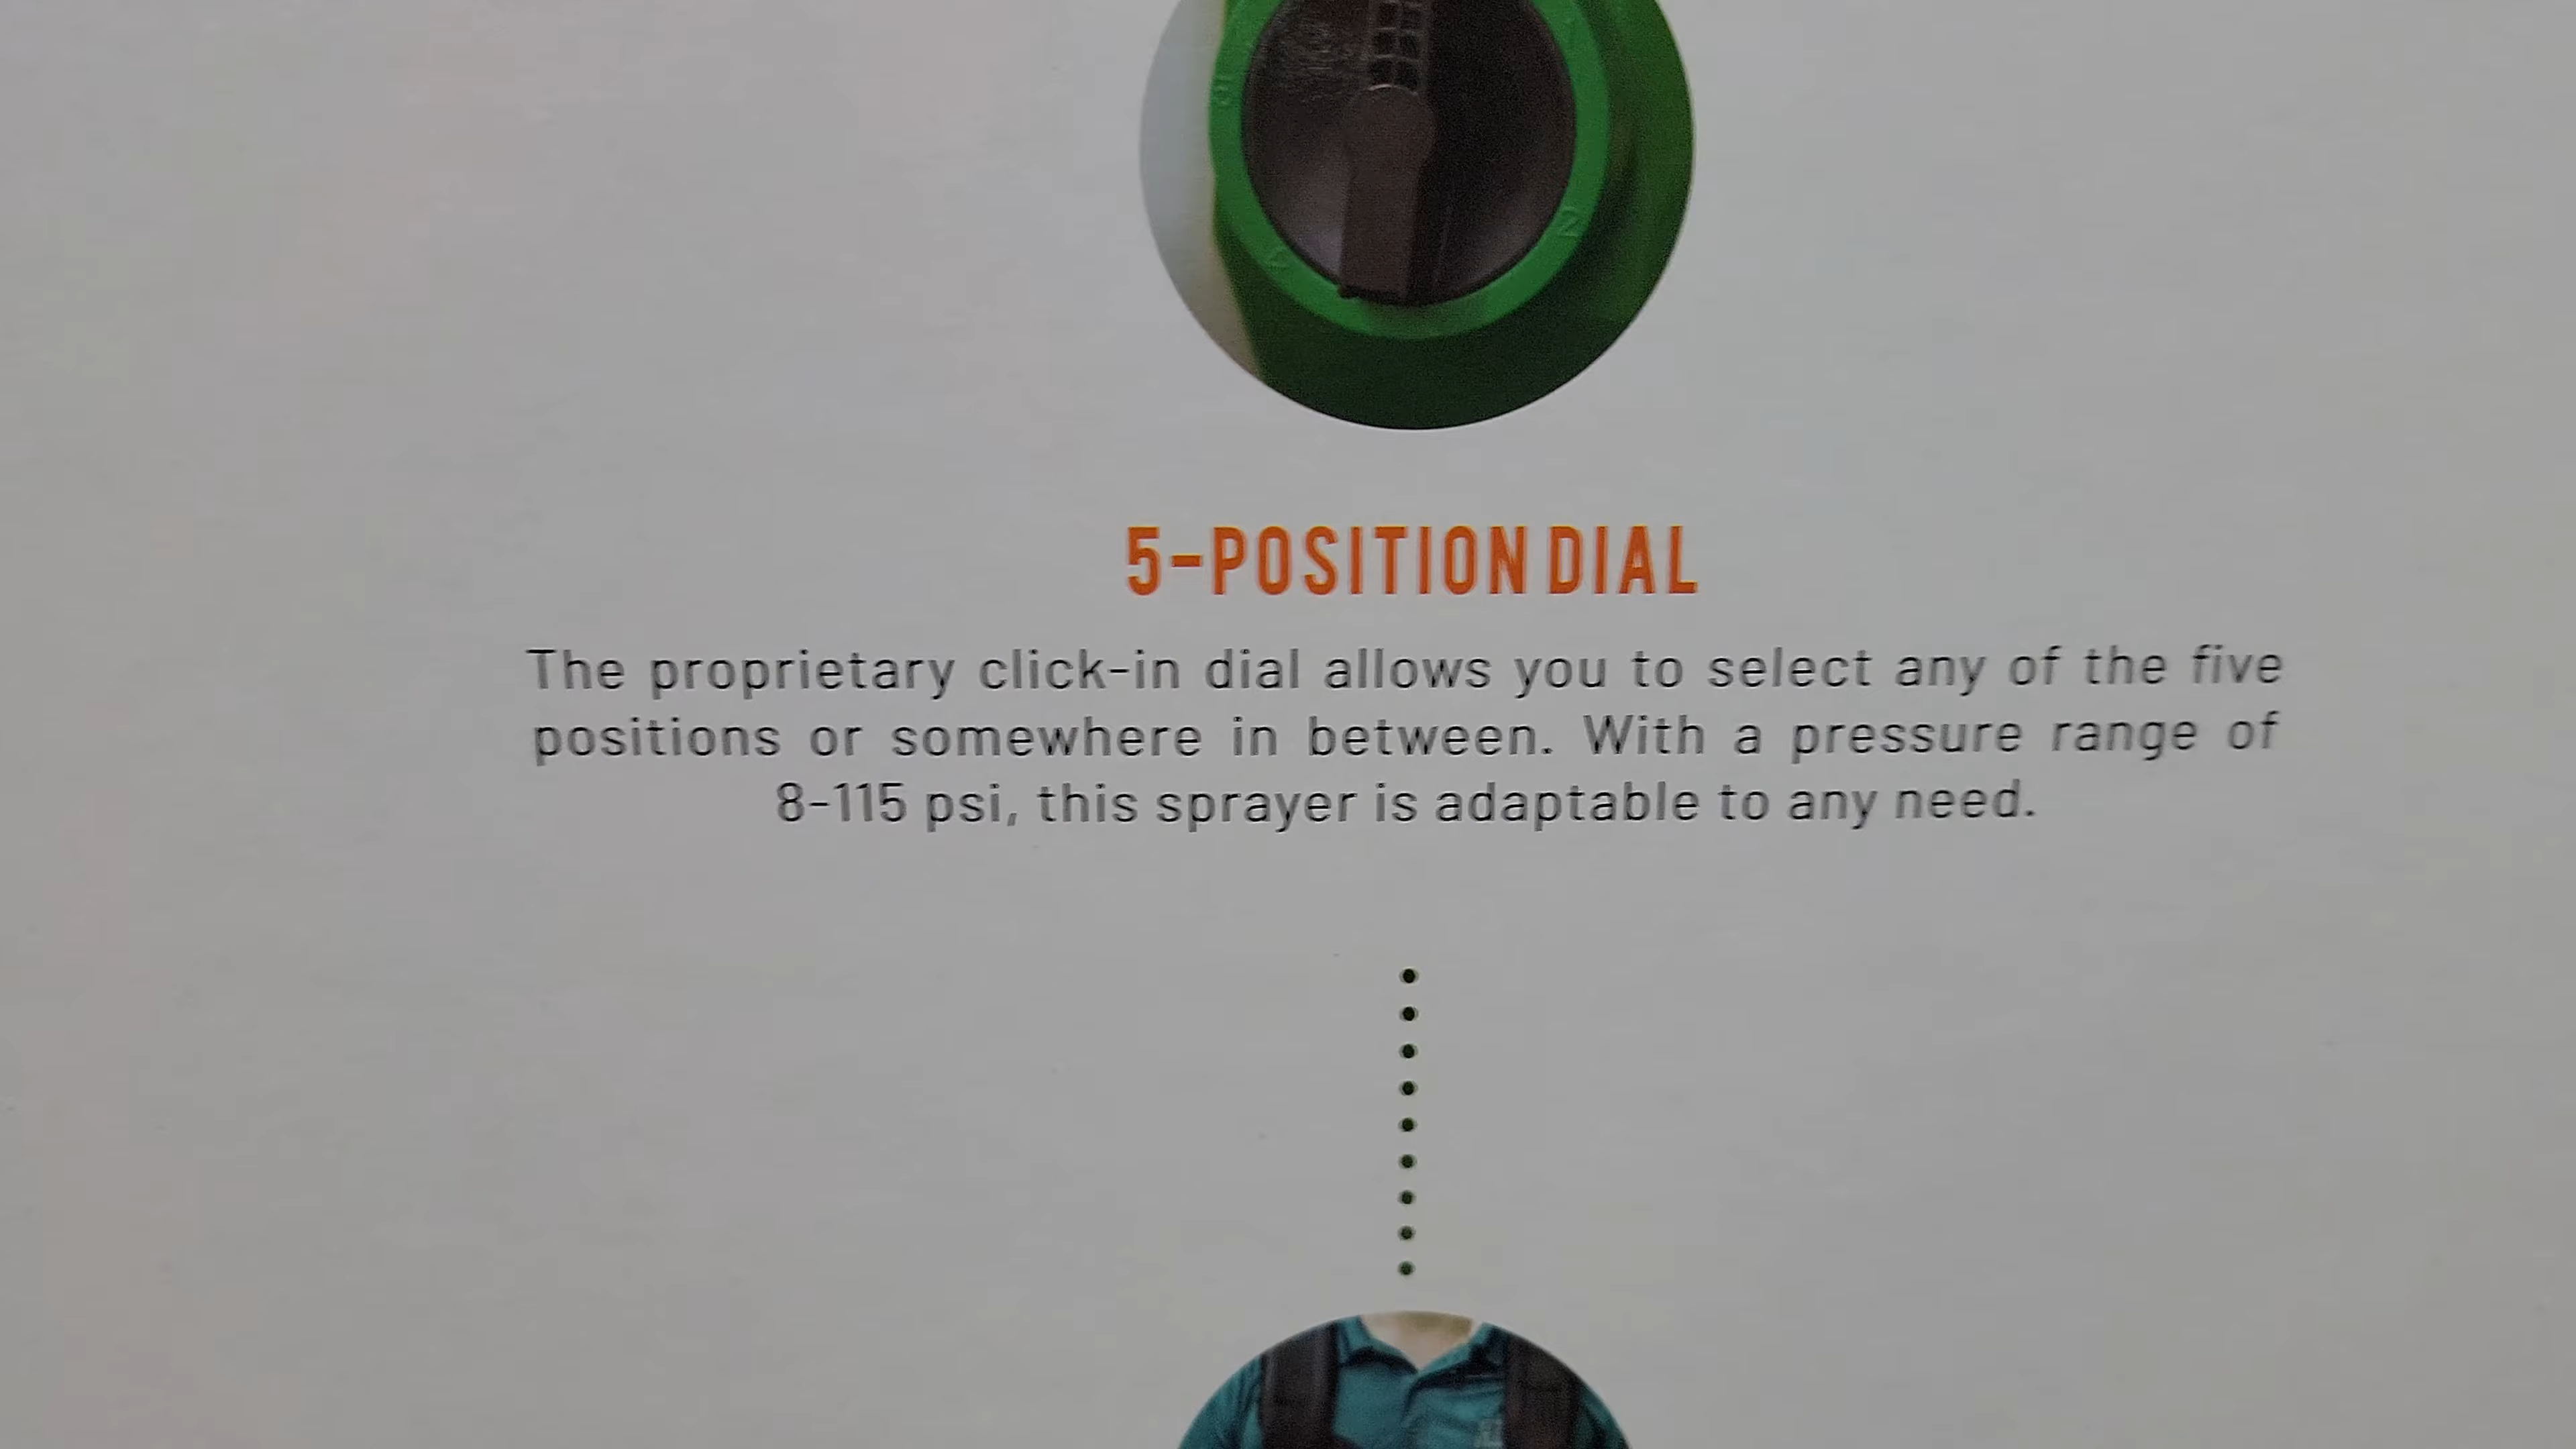 5-POSITION DIAL
The proprietary click-in dial allows you to select any of the five
positions or somewhere in between. With a pressure range of
8-115 psi, this sprayer is adaptable to any need.